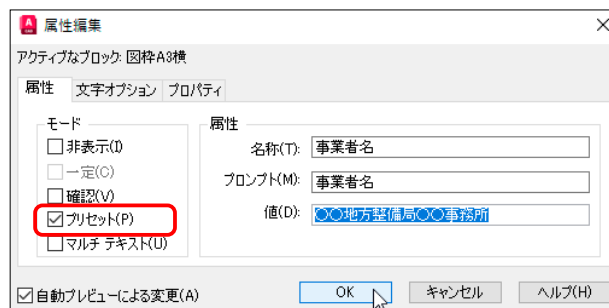 属性編集
アクティブなブロック: 図枠A3横
属性 文字オプション プロパティ
モード
非表示(I)
一定(C)
確認(V)
プリセット(P)
マルチ テキスト(U)
属性
名称(T): 事業者名
プロンプト(M): 事業者名
値(D): 〇〇地方整備局〇〇事務所
自動プレビューによる変更(A)
OK キャンセル ヘルプ(H)